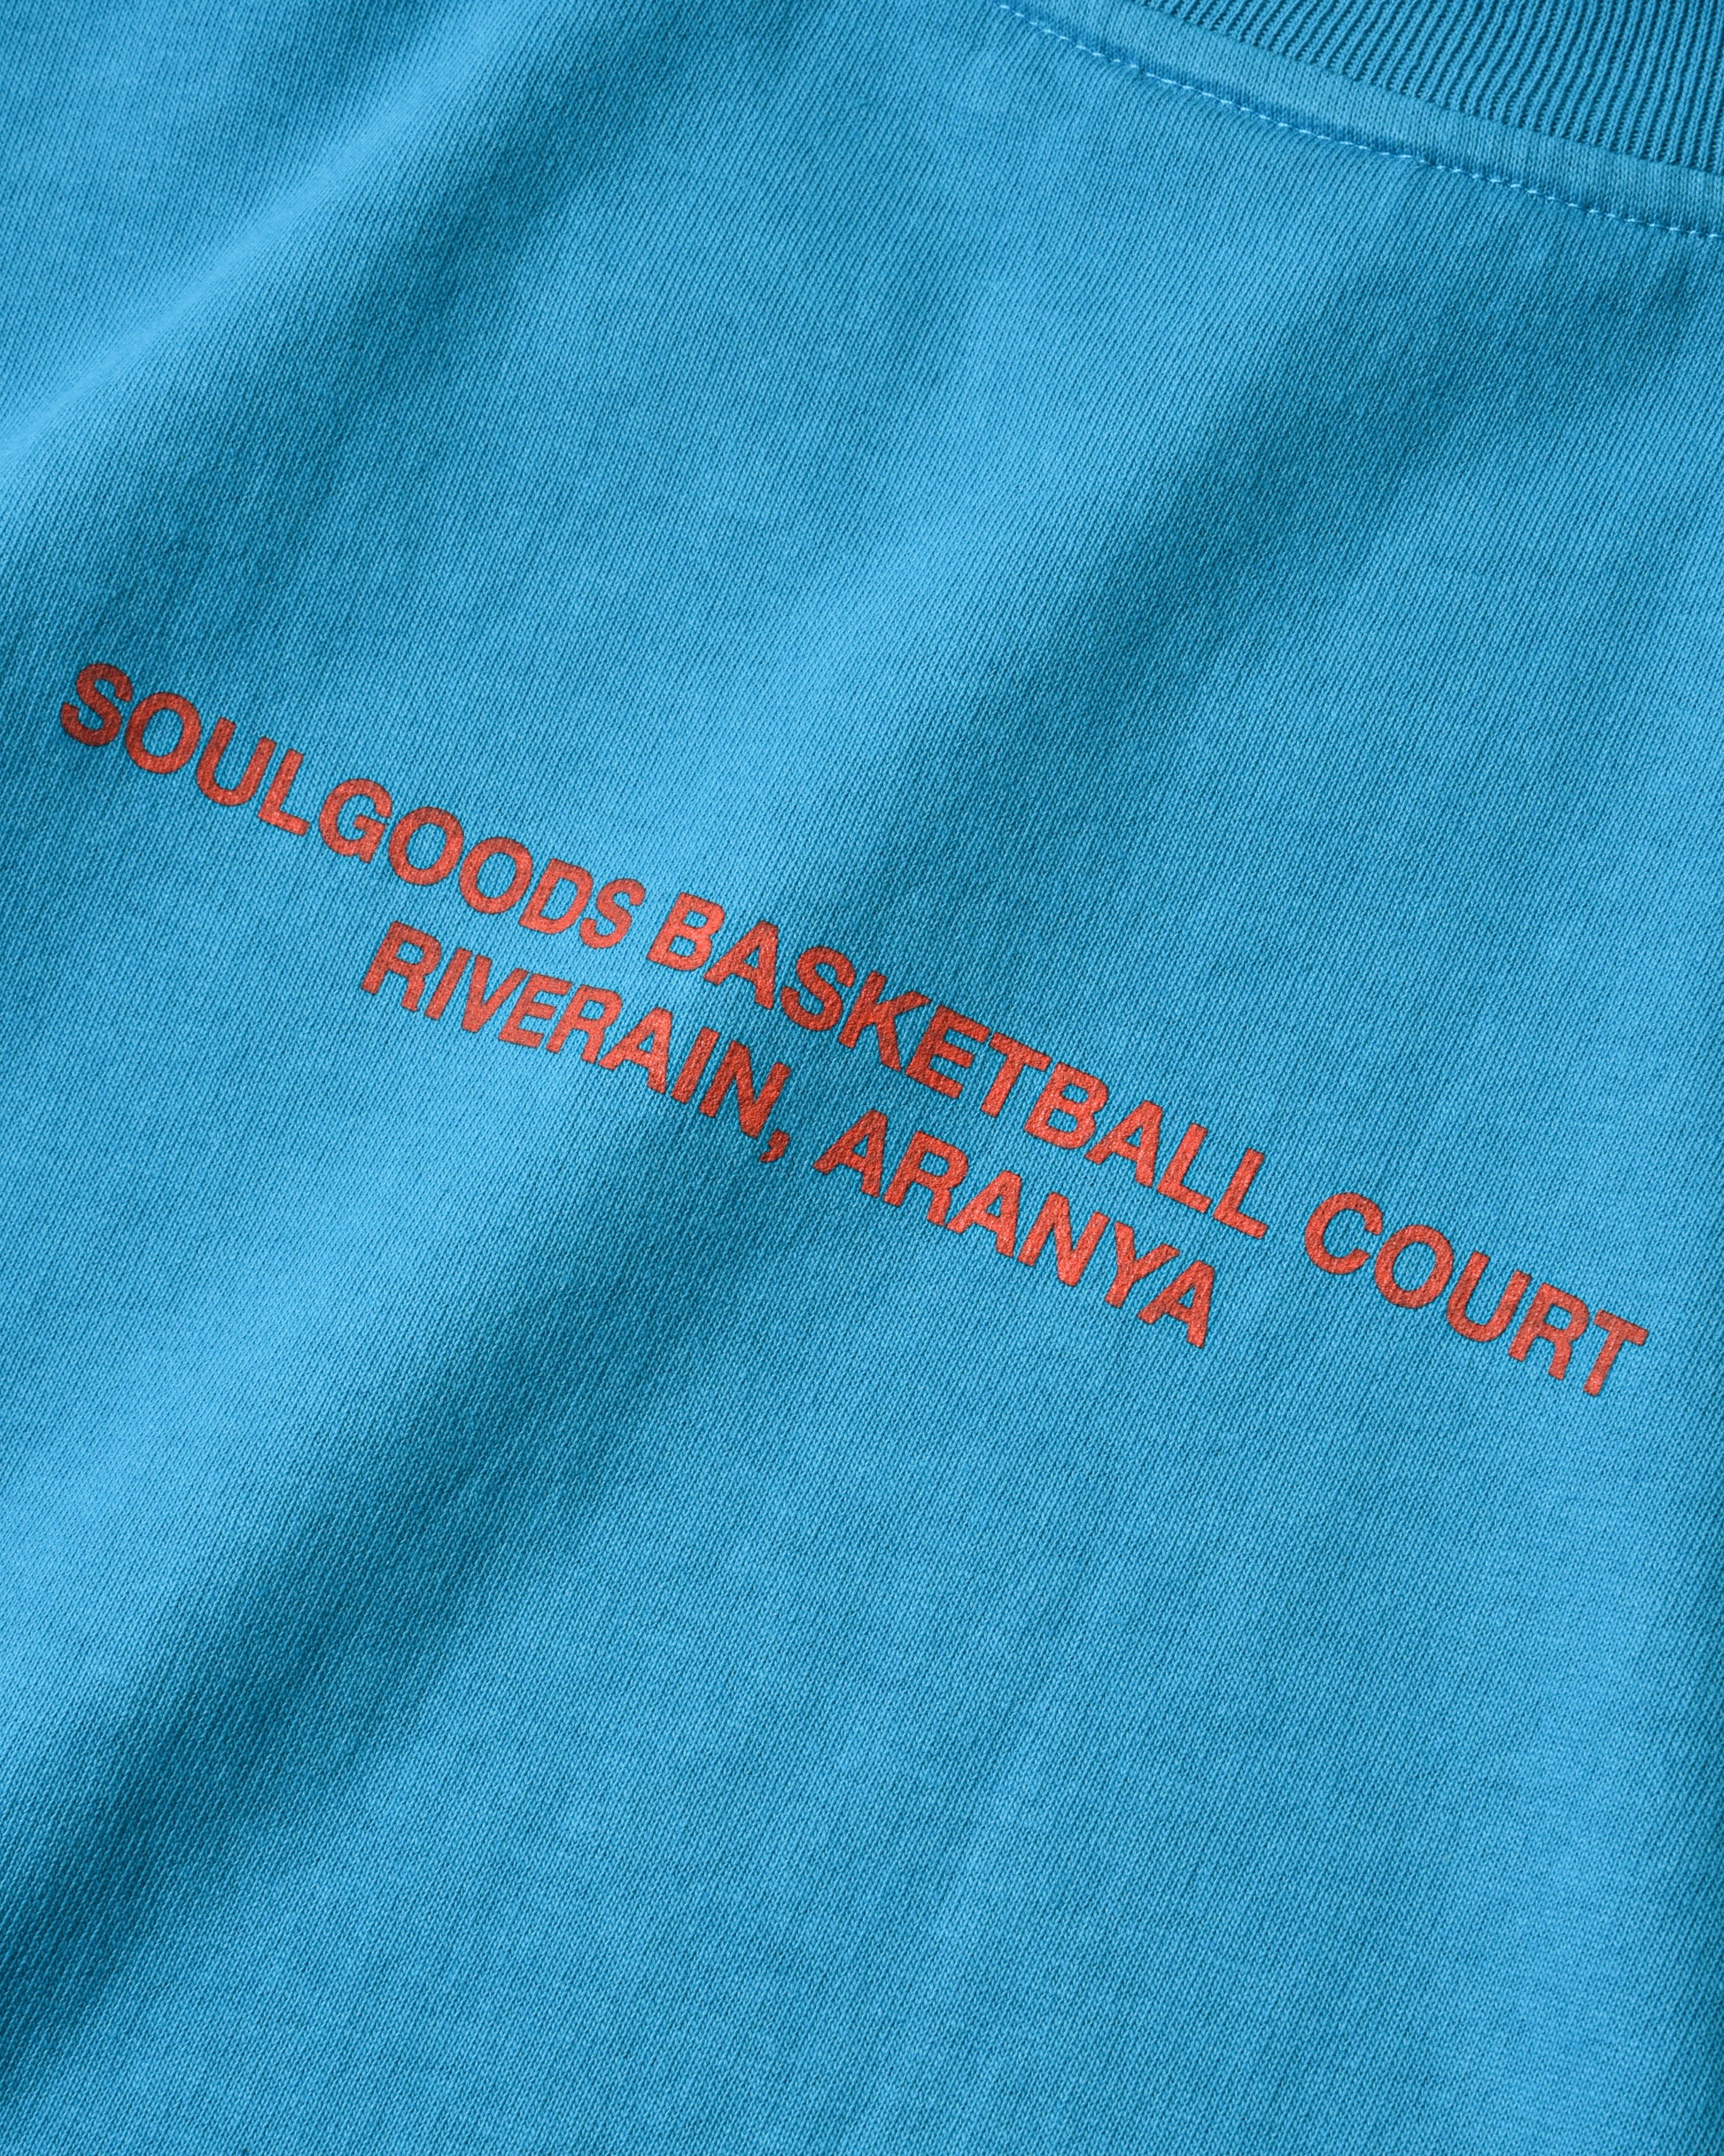 SOULGOODS BASKETBALL COURT
RIVERAIN, ARANYA